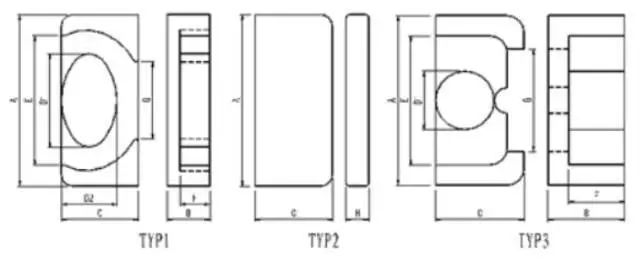 A E D1 G
D2 F
C B
TYP1
A
C H
TYP2
A E D1 G
F
C B
TYP3